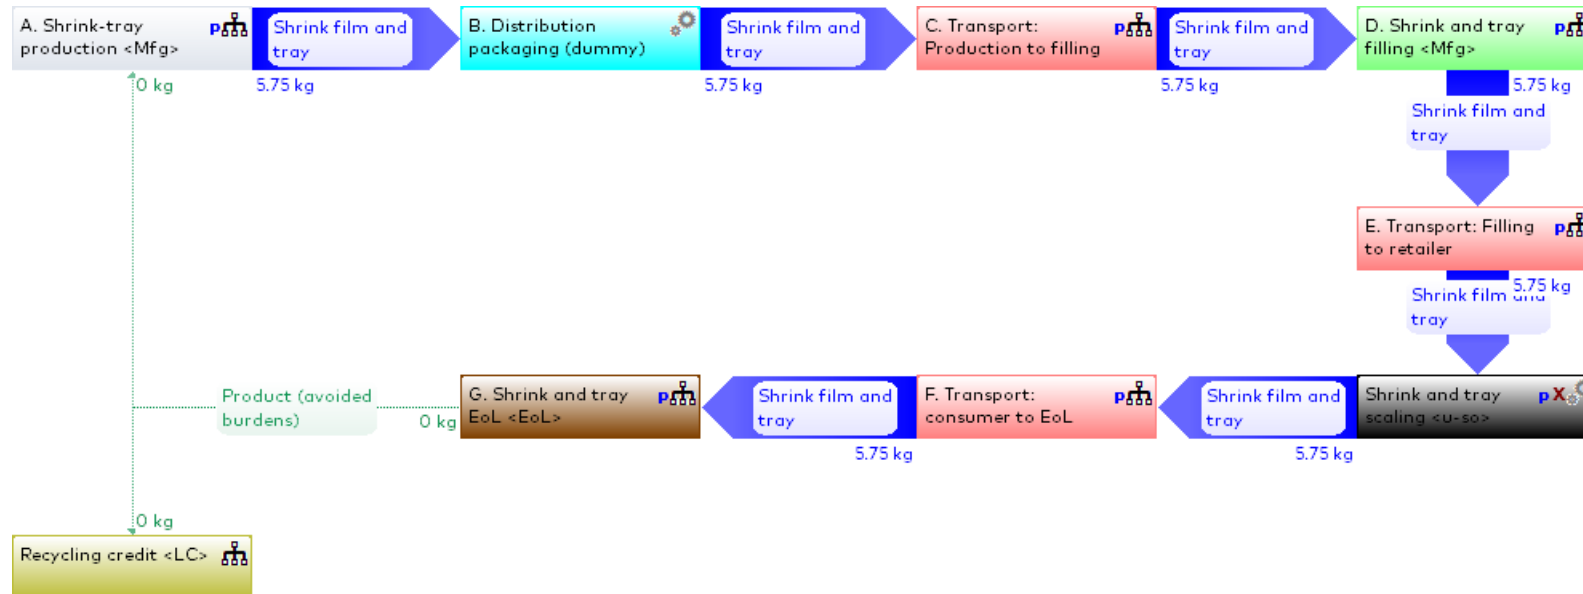 A. Shrink-tray
production <Mfg>
p
Shrink film and
tray
B. Distribution
packaging (dummy)
Shrink film and
tray
C. Transport:
Production to filling
p
Shrink film and
tray
D. Shrink and tray
filling <Mfg>
p
0 kg
5.75 kg
5.75 kg
5.75 kg
5.75 kg
Shrink film and
tray
E. Transport: Filling
to retailer
p
5.75 kg
Shrink film and
tray
Product (avoided
burdens)
0 kg
G. Shrink and tray
EoL <EoL>
p
Shrink film and
tray
F. Transport:
consumer to EoL
p
Shrink film and
tray
Shrink and tray
scaling <u-so>
p X
5.75 kg
5.75 kg
0 kg
Recycling credit <LC>